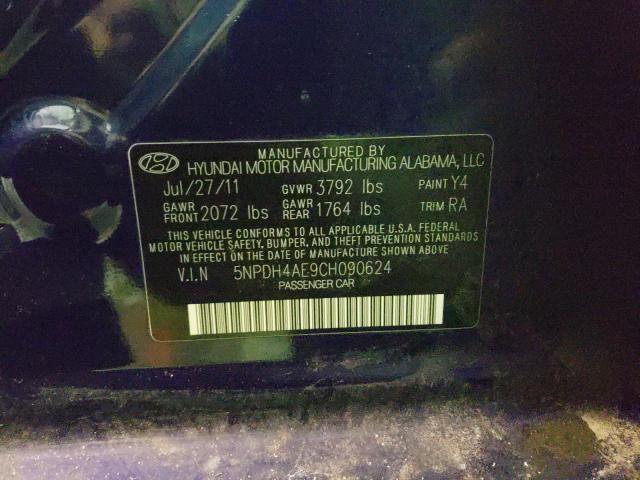 MANUFACTURED BY
HYUNDAI MOTOR MANUFACTURING ALABAMA, LLC
Jul/27/11 GVWR 3792 lbs PAINT Y4
GAWR FRONT 2072 lbs GAWR REAR 1764 lbs TRIM RA
THIS VEHICLE CONFORMS TO ALL APPLICABLE U.S.A. FEDERAL
MOTOR VEHICLE SAFETY, BUMPER, AND THEFT PREVENTION STANDARDS
IN EFFECT ON THE DATE OF MANUFACTURE SHOWN ABOVE
V.I.N 5NPDH4AE9CH090624
PASSENGER CAR